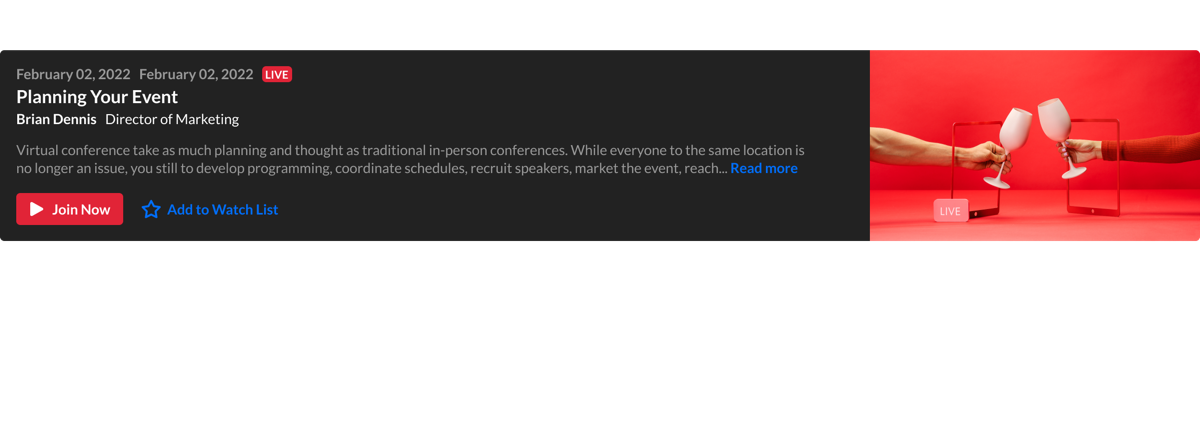 February 02, 2022 February 02, 2022 LIVE
Planning Your Event
Brian Dennis Director of Marketing
Virtual conference take as much planning and thought as traditional in-person conferences. While everyone to the same location is
no longer an issue, you still to develop programming, coordinate schedules, recruit speakers, market the event, reach... Read more
Join Now Add to Watch List
LIVE